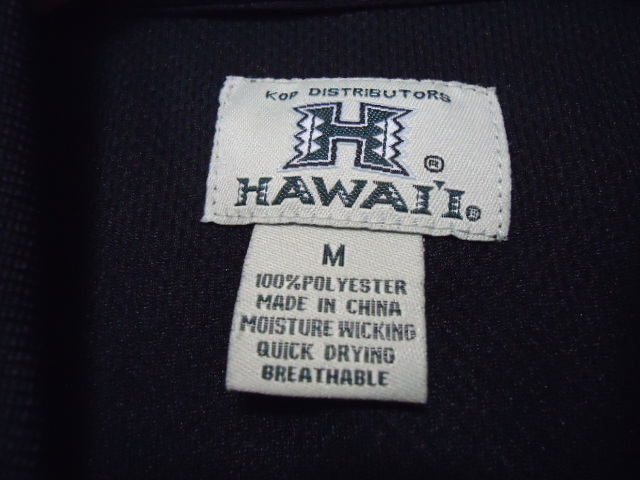 KOP DISTRIBUTORS
H ®
HAWAI'I ®
M
100%POLYESTER
MADE IN CHINA
MOISTURE WICKING
QUICK DRYING
BREATHABLE